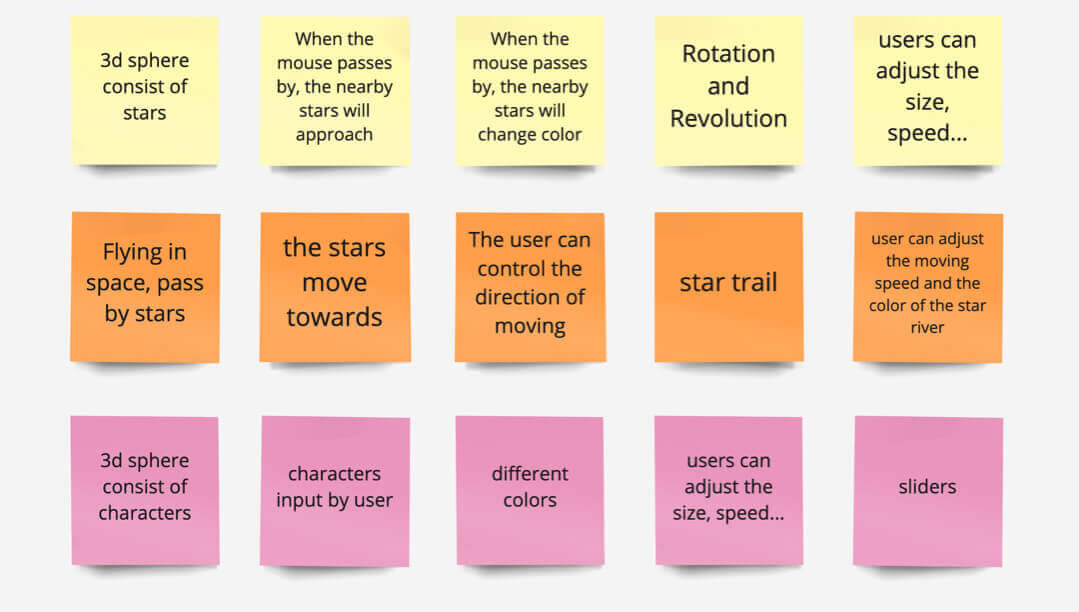 3d sphere
consist of
stars
When the
mouse passes
by, the nearby
stars will
approach
When the
mouse passes
by, the nearby
stars will
change color
Rotation
and
Revolution
users can
adjust the
size,
speed...
Flying in
space, pass
by stars
the stars
move
towards
The user can
control the
direction of
moving
star trail
user can adjust
the moving
speed and the
color of the star
river
3d sphere
consist of
characters
characters
input by user
different
colors
users can
adjust the
size, speed...
sliders